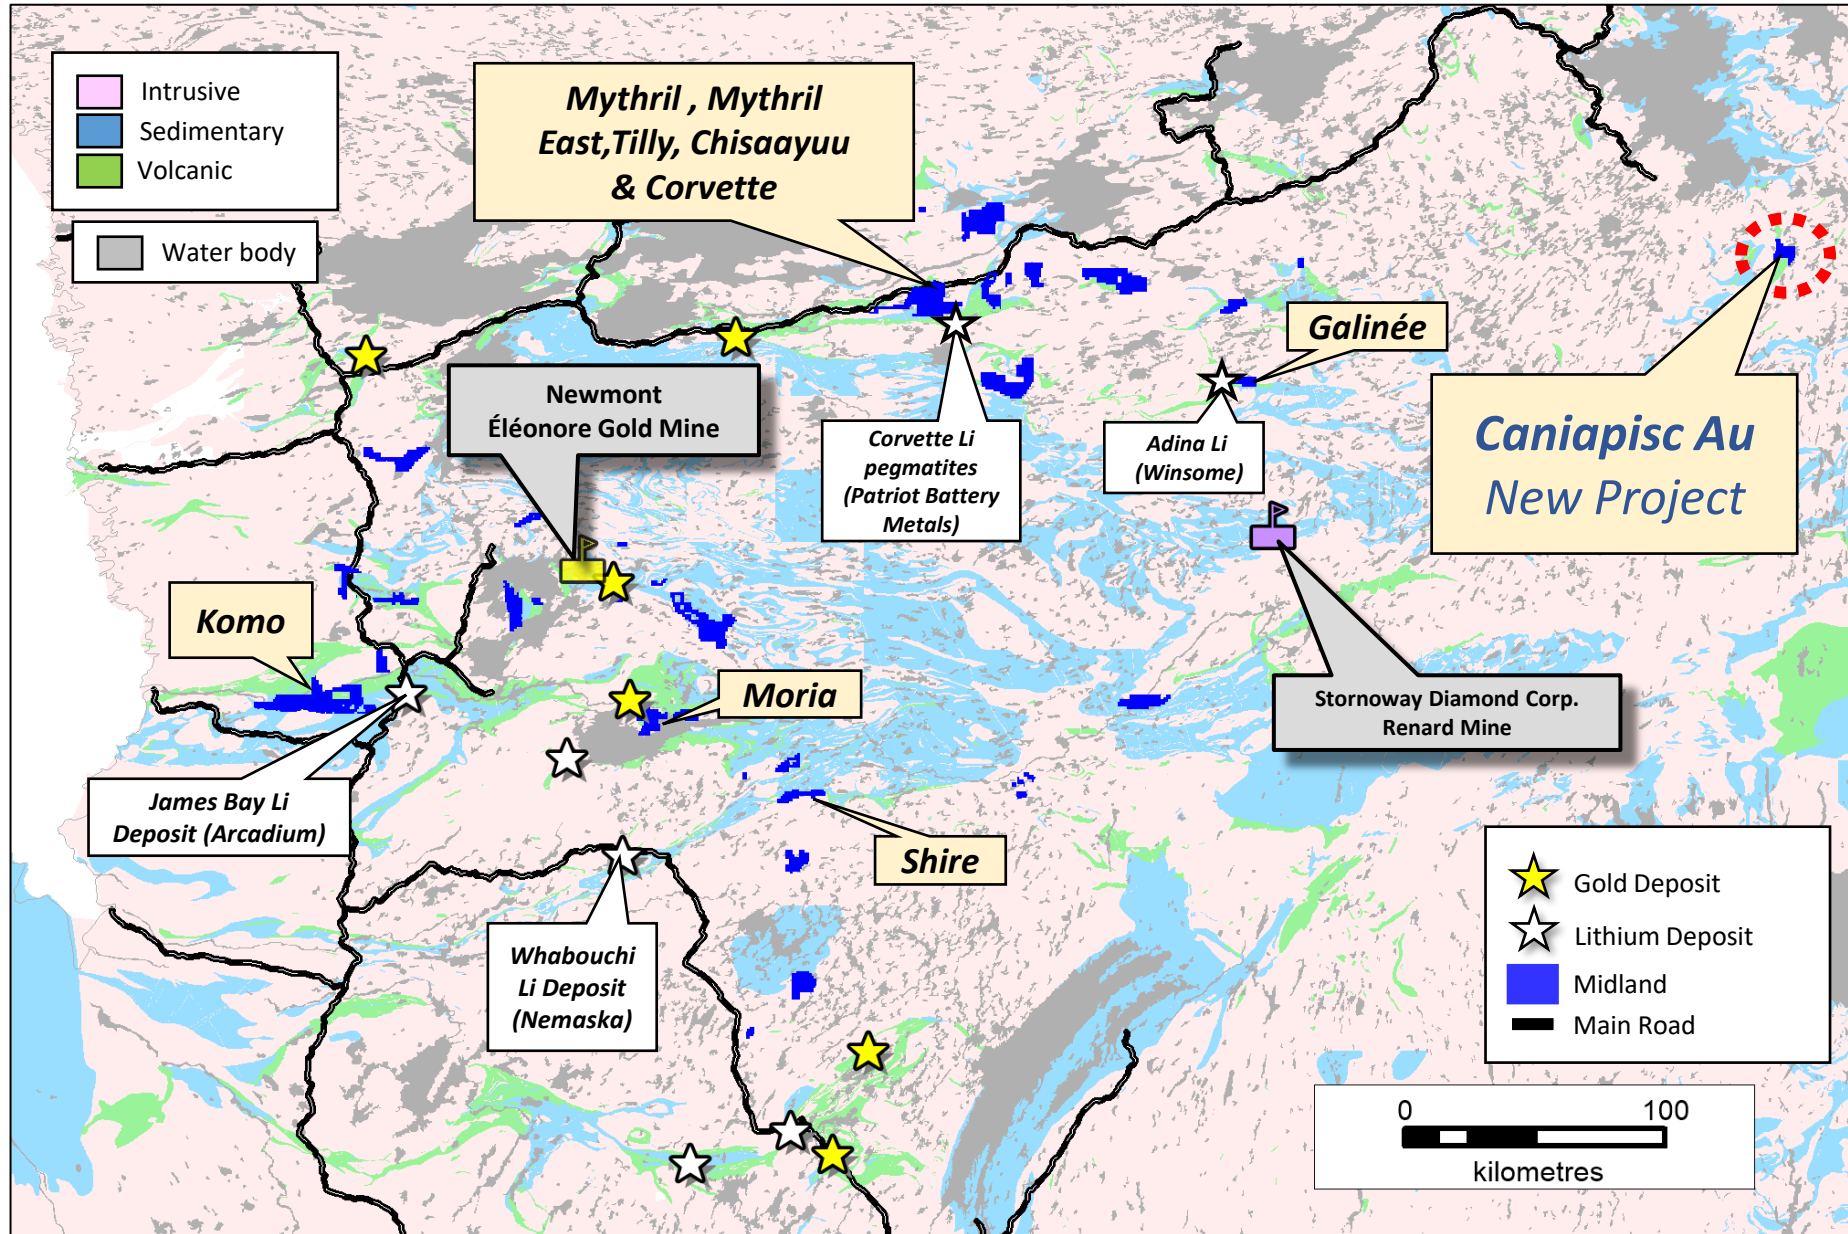 Intrusive
Sedimentary
Volcanic
Water body
Mythril , Mythril
East,Tilly, Chisaayuu
& Corvette
Galinée
Newmont
Éléonore Gold Mine
Corvette Li
pegmatites
(Patriot Battery
Metals)
Adina Li
(Winsome)
Caniapisc Au
New Project
Komo
Moria
Stornoway Diamond Corp.
Renard Mine
James Bay Li
Deposit (Arcadium)
Shire
Whabouchi
Li Deposit
(Nemaska)
Gold Deposit
Lithium Deposit
Midland
Main Road
0 100
kilometres